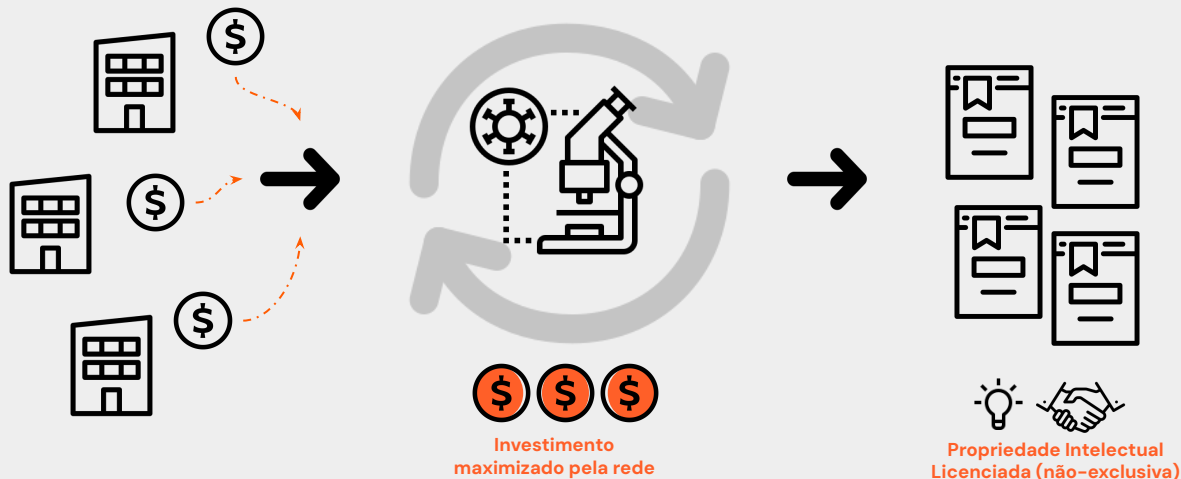 $
$
$
$ $ $
Investimento
maximizado pela rede
Propriedade Intelectual
Licenciada (não-exclusiva)